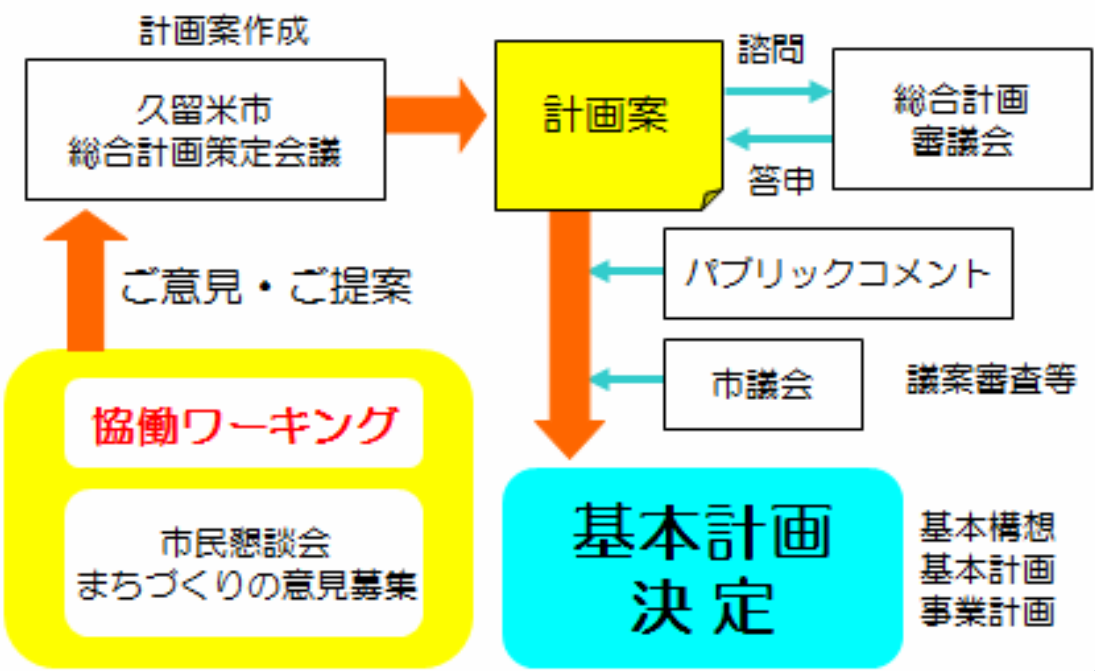 計画案作成
久留米市
総合計画策定会議
計画案
諮問
答申
総合計画
審議会
ご意見・ご提案
パブリックコメント
市議会
議案審査等
協働ワーキング
市民懇談会
まちづくりの意見募集
基本計画
決定
基本構想
基本計画
事業計画